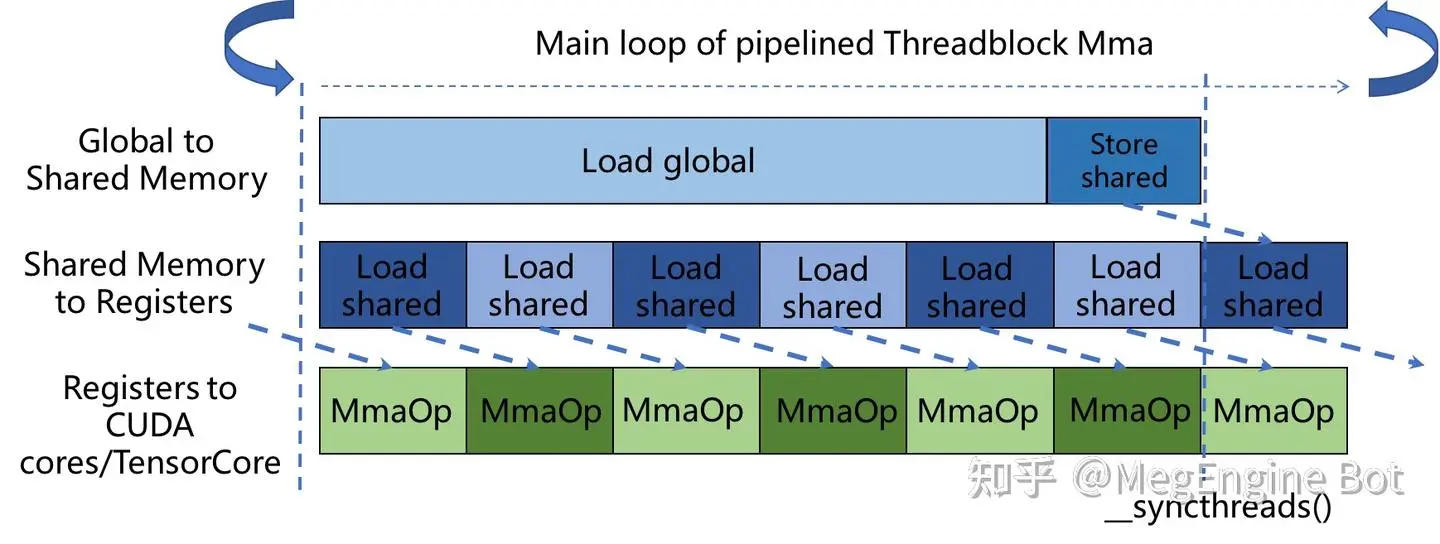 Main loop of pipelined Threadblock Mma
Global to
Shared Memory
Load global
Store
shared
Shared Memory
to Registers
Load
shared
Load
shared
Load
shared
Load
shared
Load
shared
Load
shared
Load
shared
Registers to
CUDA
cores/TensorCore
MmaOp
MmaOp
MmaOp
MmaOp
MmaOp
MmaOp
MmaOp
知乎 @MegEngine Bot
__syncthreads()